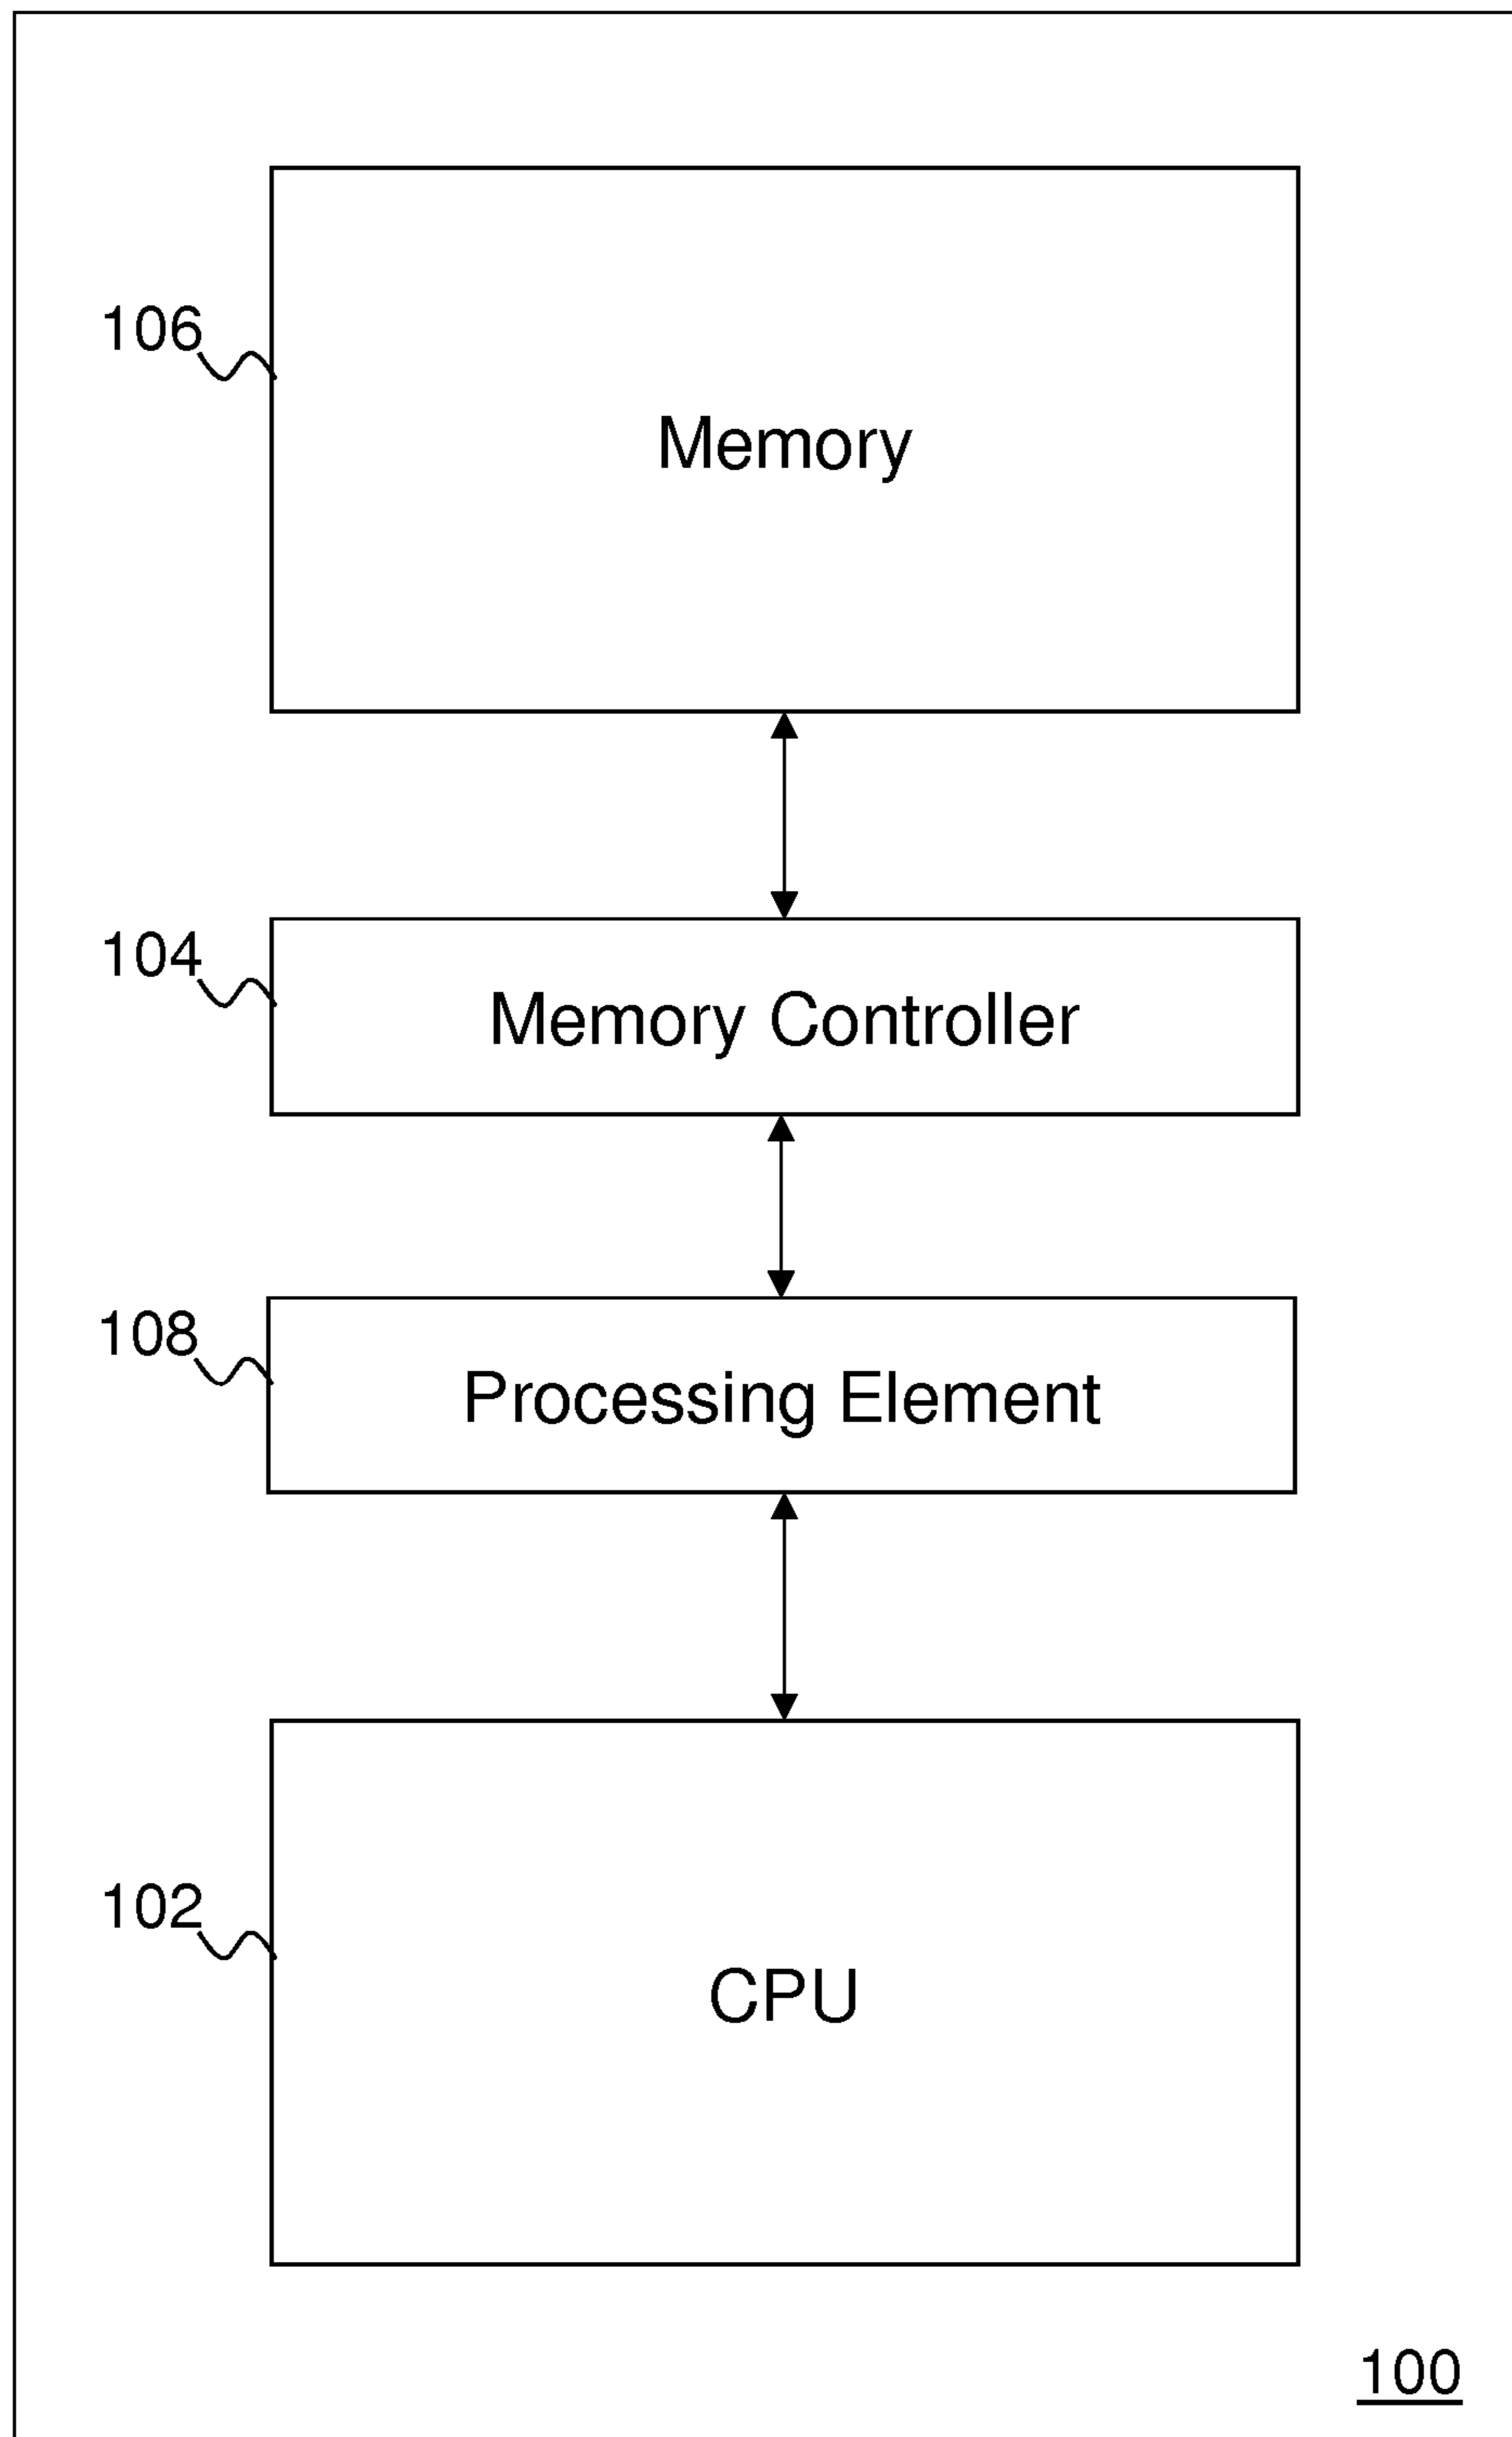 106
Memory
104
Memory Controller
108
Processing Element
102
CPU
100